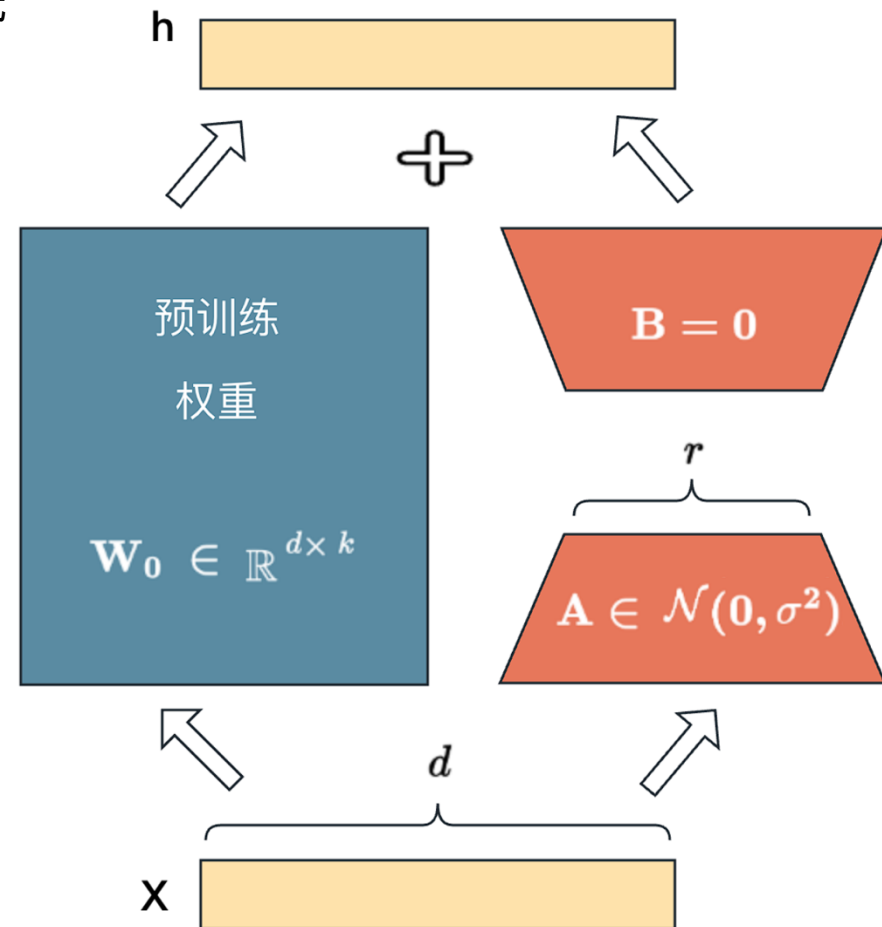 h
预训练
权重
W₀ ∈ ℝ^{d× k}
B = 0
r
A ∈ 𝒩(0, σ²)
d
X